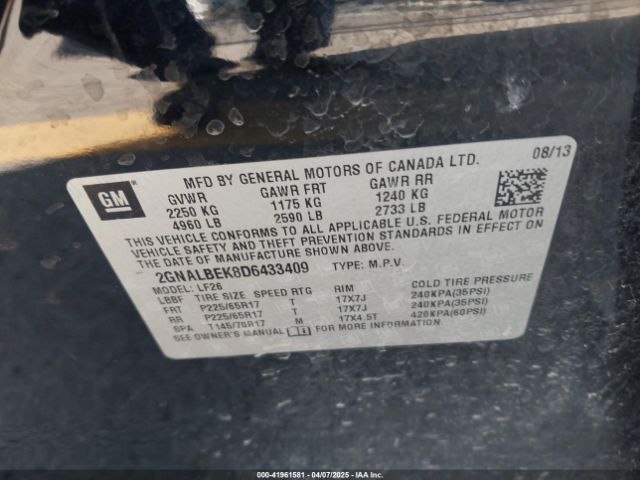 MFD BY GENERAL MOTORS OF CANADA LTD. 08/13
GM
GVWR GAWR FRT GAWR RR
2250 KG 1175 KG 1240 KG
4960 LB 2590 LB 2733 LB
THIS VEHICLE CONFORMS TO ALL APPLICABLE U.S. FEDERAL MOTOR
VEHICLE SAFETY AND THEFT PREVENTION STANDARDS IN EFFECT ON
THE DATE OF MANUFACTURE SHOWN ABOVE.
2GNALBEK8D6433409 TYPE: M.P.V.
MODEL: LF26
LBBF TIRE SIZE SPEED RTG RIM COLD TIRE PRESSURE
FRT P225/65R17 T 17X7J 240KPA(35PSI)
RR P225/65R17 T 17X7J 240KPA(35PSI)
SPA T145/70R17 M 17X4.5T 420KPA(60PSI)
SEE OWNER'S MANUAL FOR MORE INFORMATION.
000-41961581 - 04/07/2025 - IAAI.com